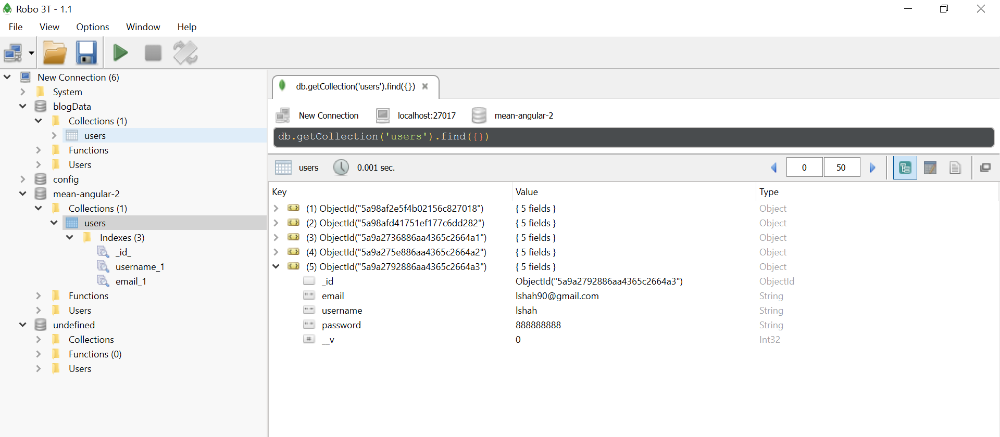 Robo 3T - 1.1
File View Options Window Help
New Connection (6)
System
blogData
Collections (1)
users
Functions
Users
config
mean-angular-2
Collections (1)
users
Indexes (3)
_id_
username_1
email_1
Functions
Users
undefined
Collections
Functions (0)
Users
db.getCollection('users').find({})
New Connection localhost:27017 mean-angular-2
db.getCollection('users').find({})
users 0.001 sec. 0 50
Key Value Type
(1) ObjectId("5a98af2e5f4b02156c827018") { 5 fields } Object
(2) ObjectId("5a98afd41751ef177c6dd282") { 5 fields } Object
(3) ObjectId("5a9a2736886aa4365c2664a1") { 5 fields } Object
(4) ObjectId("5a9a275e886aa4365c2664a2") { 5 fields } Object
(5) ObjectId("5a9a2792886aa4365c2664a3") { 5 fields } Object
_id ObjectId("5a9a2792886aa4365c2664a3") ObjectId
email lshah90@gmail.com String
username lshah String
password 888888888 String
__v 0 Int32